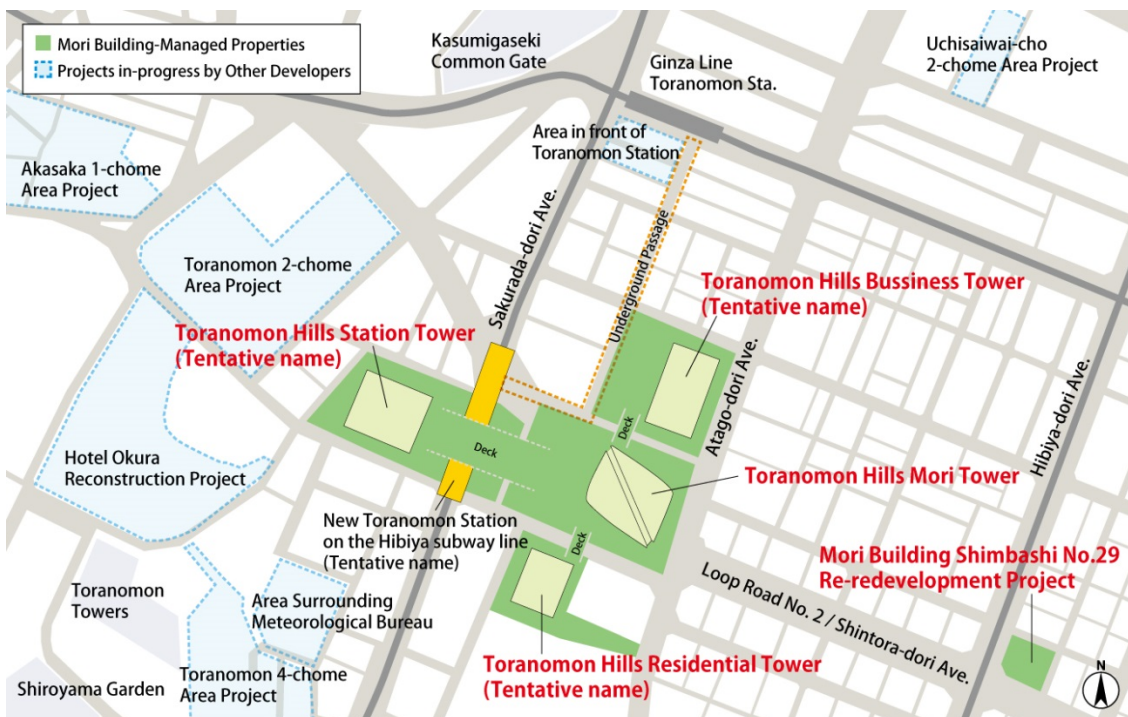 Mori Building-Managed Properties
Projects in-progress by Other Developers
Kasumigaseki
Common Gate
Ginza Line
Toranomon Sta.
Uchisaiwai-cho
2-chome Area Project
Area in front of
Toranomon Station
Akasaka 1-chome
Area Project
Toranomon 2-chome
Area Project
Sakurada-dori Ave.
Underground Passage
Toranomon Hills Bussiness Tower
(Tentative name)
Toranomon Hills Station Tower
(Tentative name)
Atago-dori Ave.
Hibiya-dori Ave.
Deck
Deck
Hotel Okura
Reconstruction Project
Toranomon Hills Mori Tower
New Toranomon Station
on the Hibiya subway line
(Tentative name)
Deck
Mori Building Shimbashi No.29
Re-redevelopment Project
Loop Road No. 2 / Shintora-dori Ave.
Toranomon
Towers
Area Surrounding
Meteorological Bureau
Toranomon Hills Residential Tower
(Tentative name)
Shiroyama Garden
Toranomon 4-chome
Area Project
N